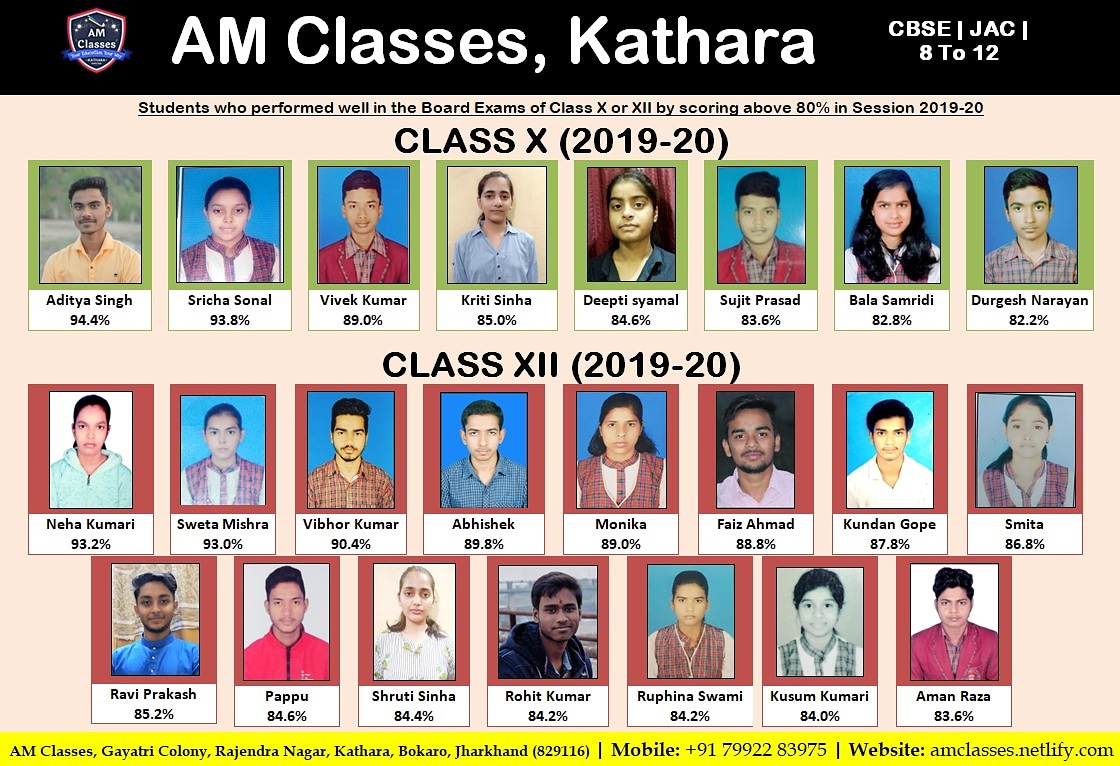 AM Classes
Your Education Your Way
KATHARA
AM Classes, Kathara
CBSE | JAC |
8 To 12
Students who performed well in the Board Exams of Class X or XII by scoring above 80% in Session 2019-20
CLASS X (2019-20)
Aditya Singh
94.4%
Sricha Sonal
93.8%
Vivek Kumar
89.0%
Kriti Sinha
85.0%
Deepti syamal
84.6%
Sujit Prasad
83.6%
Bala Samridi
82.8%
Durgesh Narayan
82.2%
CLASS XII (2019-20)
Neha Kumari
93.2%
Sweta Mishra
93.0%
Vibhor Kumar
90.4%
Abhishek
89.8%
Monika
89.0%
Faiz Ahmad
88.8%
Kundan Gope
87.8%
Smita
86.8%
Ravi Prakash
85.2%
Pappu
84.6%
Shruti Sinha
84.4%
Rohit Kumar
84.2%
Ruphina Swami
84.2%
Kusum Kumari
84.0%
Aman Raza
83.6%
AM Classes, Gayatri Colony, Rajendra Nagar, Kathara, Bokaro, Jharkhand (829116) | Mobile: +91 79922 83975 | Website: amclasses.netlify.com